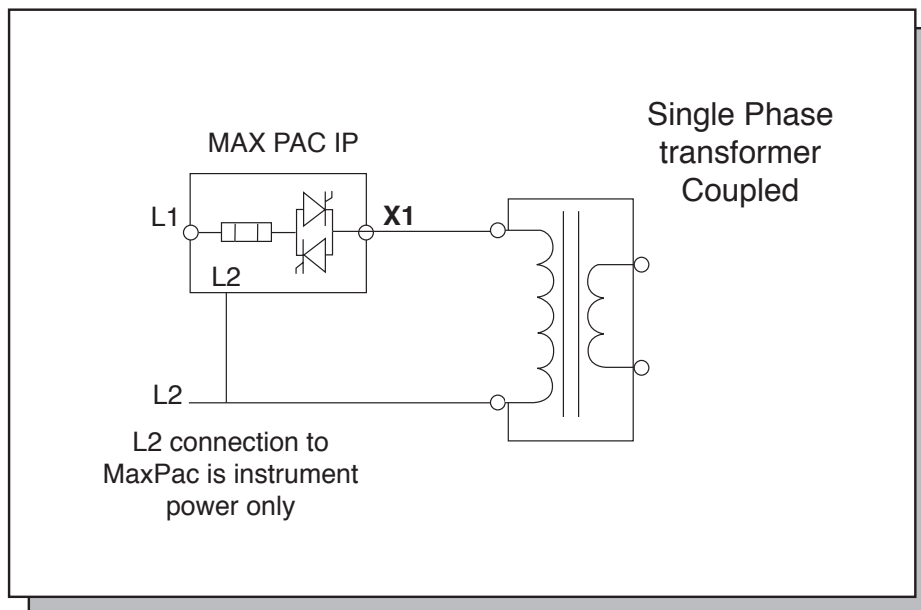 Single Phase
transformer
Coupled
MAX PAC IP
L1
X1
L2
L2
L2 connection to
MaxPac is instrument
power only